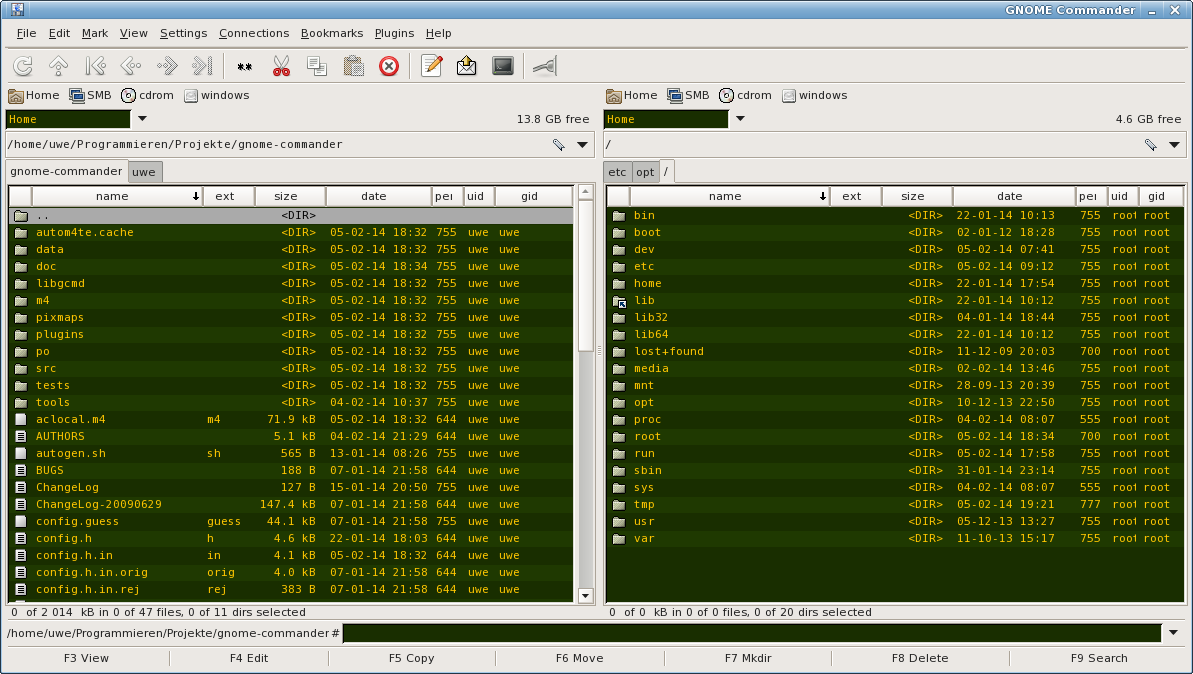 GNOME Commander
File Edit Mark View Settings Connections Bookmarks Plugins Help
Home SMB cdrom windows
Home 13.8 GB free
/home/uwe/Programmieren/Projekte/gnome-commander
gnome-commander uwe
name ext size date per uid gid
.. <DIR>
autom4te.cache <DIR> 05-02-14 18:32 755 uwe uwe
data <DIR> 05-02-14 18:32 755 uwe uwe
doc <DIR> 05-02-14 18:34 755 uwe uwe
libgcmd <DIR> 05-02-14 18:32 755 uwe uwe
m4 <DIR> 05-02-14 18:32 755 uwe uwe
pixmaps <DIR> 05-02-14 18:32 755 uwe uwe
plugins <DIR> 05-02-14 18:32 755 uwe uwe
po <DIR> 05-02-14 18:32 755 uwe uwe
src <DIR> 05-02-14 18:32 755 uwe uwe
tests <DIR> 05-02-14 18:32 755 uwe uwe
tools <DIR> 04-02-14 10:37 755 uwe uwe
aclocal.m4 m4 71.9 kB 05-02-14 18:32 644 uwe uwe
AUTHORS 5.1 kB 04-02-14 21:29 644 uwe uwe
autogen.sh sh 565 B 13-01-14 08:26 755 uwe uwe
BUGS 188 B 07-01-14 21:58 644 uwe uwe
ChangeLog 127 B 15-01-14 20:50 755 uwe uwe
ChangeLog-20090629 147.4 kB 07-01-14 21:58 644 uwe uwe
config.guess guess 44.1 kB 07-01-14 21:58 755 uwe uwe
config.h h 4.6 kB 22-01-14 18:03 644 uwe uwe
config.h.in in 4.1 kB 05-02-14 18:32 644 uwe uwe
config.h.in.orig orig 4.0 kB 07-01-14 21:58 644 uwe uwe
config.h.in.rej rej 383 B 07-01-14 21:58 644 uwe uwe
0 of 2 014 kB in 0 of 47 files, 0 of 11 dirs selected
Home SMB cdrom windows
Home 4.6 GB free
/
etc opt /
name ext size date per uid gid
bin <DIR> 22-01-14 10:13 755 root root
boot <DIR> 02-01-12 18:28 755 root root
dev <DIR> 05-02-14 07:41 755 root root
etc <DIR> 05-02-14 09:12 755 root root
home <DIR> 22-01-14 17:54 755 root root
lib <DIR> 22-01-14 10:12 755 root root
lib32 <DIR> 04-01-14 18:44 755 root root
lib64 <DIR> 22-01-14 10:12 755 root root
lost+found <DIR> 11-12-09 20:03 700 root root
media <DIR> 02-02-14 13:46 755 root root
mnt <DIR> 28-09-13 20:39 755 root root
opt <DIR> 10-12-13 22:50 755 root root
proc <DIR> 04-02-14 08:07 555 root root
root <DIR> 05-02-14 18:34 700 root root
run <DIR> 05-02-14 17:58 755 root root
sbin <DIR> 31-01-14 23:14 755 root root
sys <DIR> 04-02-14 08:07 555 root root
tmp <DIR> 05-02-14 19:21 777 root root
usr <DIR> 05-12-13 13:27 755 root root
var <DIR> 11-10-13 15:17 755 root root
0 of 0 kB in 0 of 0 files, 0 of 20 dirs selected
/home/uwe/Programmieren/Projekte/gnome-commander #
F3 View F4 Edit F5 Copy F6 Move F7 Mkdir F8 Delete F9 Search